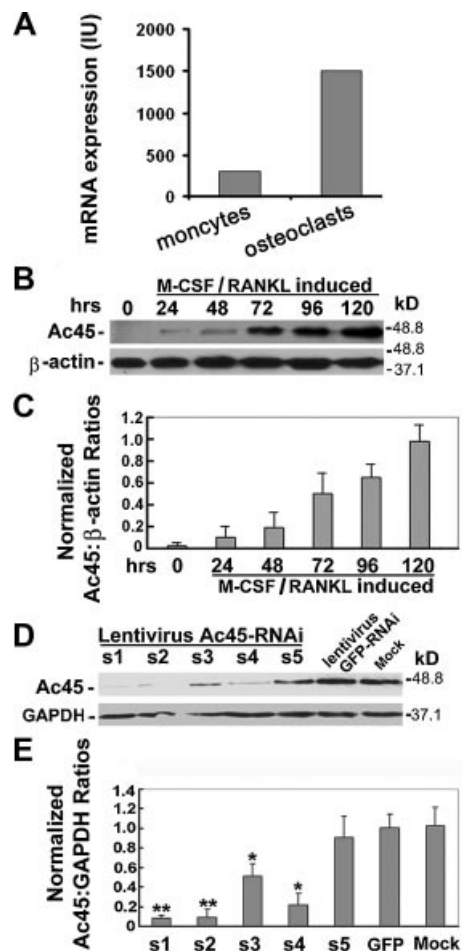 A
mRNA expression (IU)
2000
1500
1000
500
0
moncytes
osteoclasts
B
M-CSF/RANKL induced
hrs 0 24 48 72 96 120 kD
Ac45- -48.8
-48.8
β-actin- -37.1
C
Normalized
Ac45:β-actin Ratios
1.2
1.0
0.8
0.6
0.4
0.2
0
hrs 0 24 48 72 96 120
M-CSF/RANKL induced
D
Lentivirus Ac45-RNAi
s1 s2 s3 s4 s5
lentivirus
GFP-RNAi
Mock
kD
Ac45 - -48.8
GAPDH- -37.1
E
Normalized
Ac45:GAPDH Ratios
1.4
1.2
1.0
0.8
0.6
0.4
0.2
0
** ** * *
s1 s2 s3 s4 s5 GFP Mock